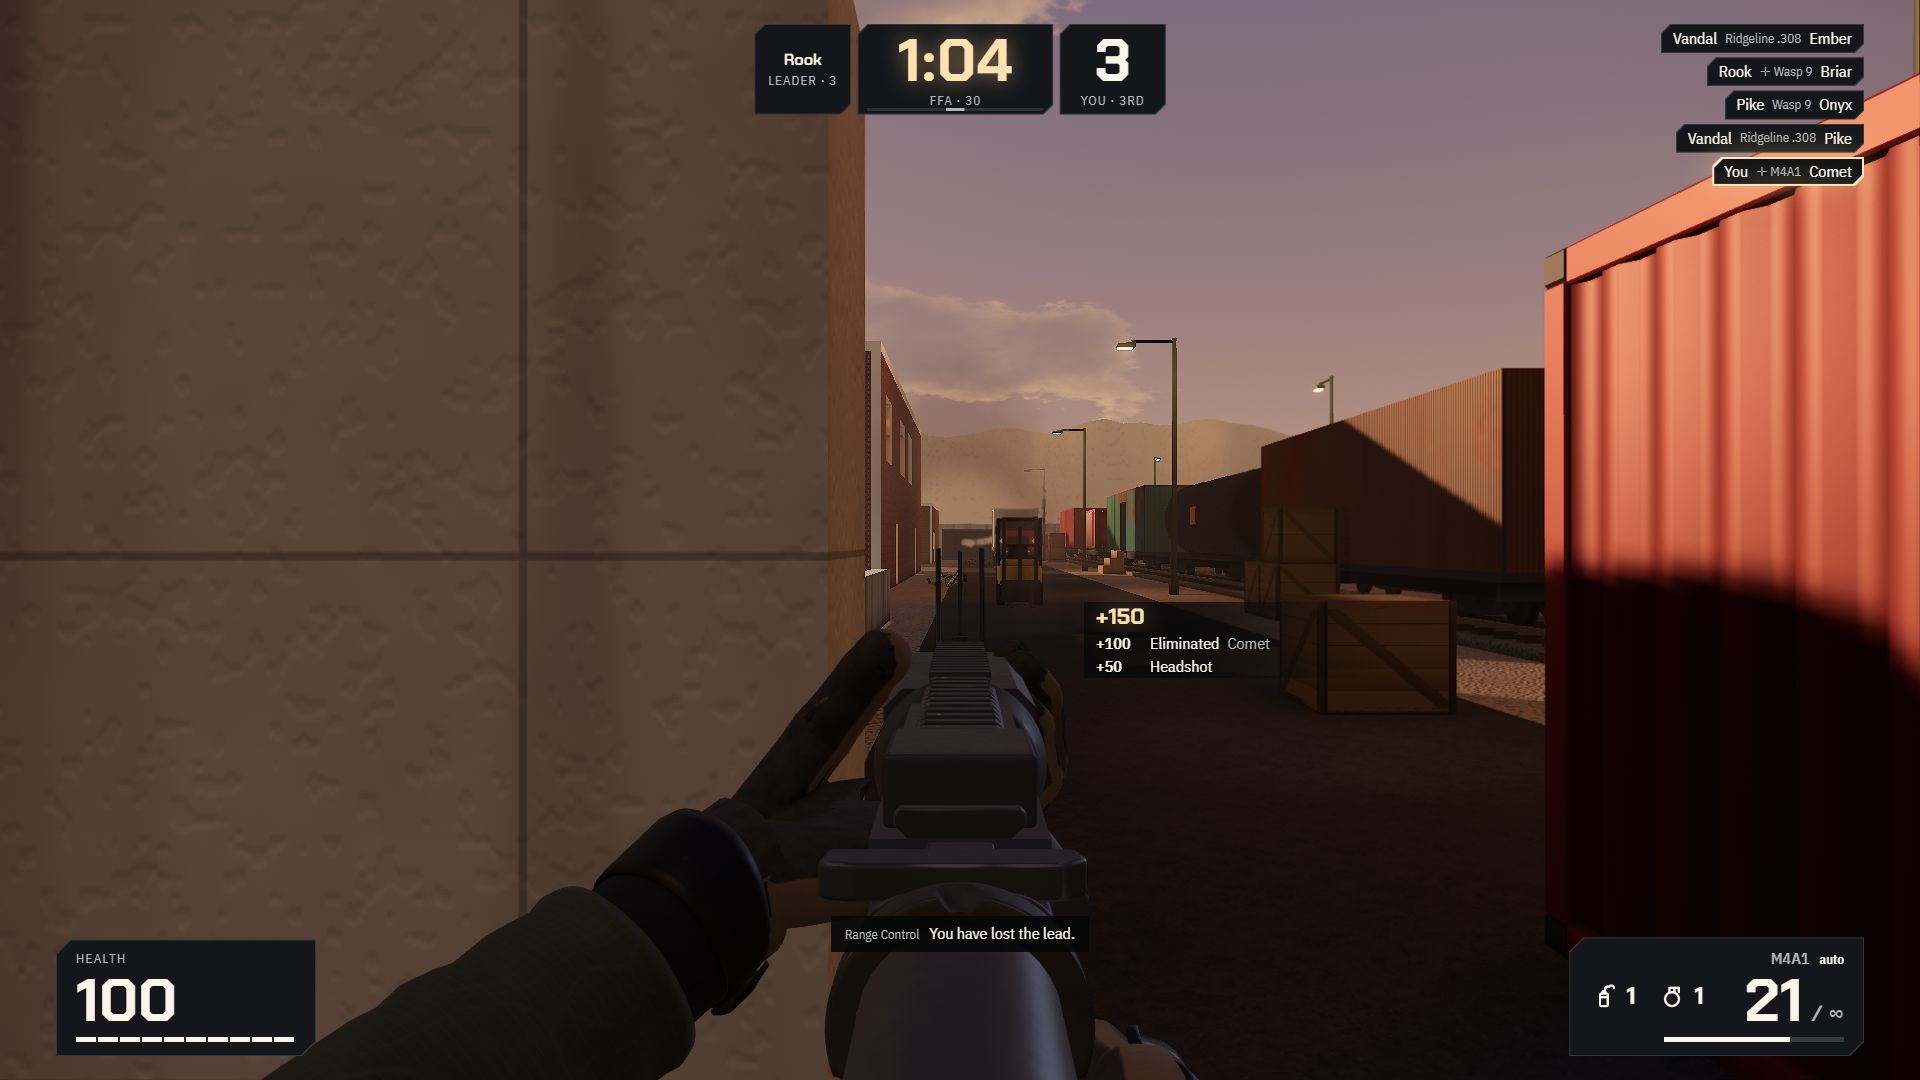 Rook
LEADER · 3
1:04
FFA · 30
3
YOU · 3RD
Vandal Ridgeline .308 Ember
Rook Wasp 9 Briar
Pike Wasp 9 Onyx
Vandal Ridgeline .308 Pike
You M4A1 Comet
+150
+100 Eliminated Comet
+50 Headshot
Range Control You have lost the lead.
HEALTH
100
M4A1 auto
1 1 21 / ∞